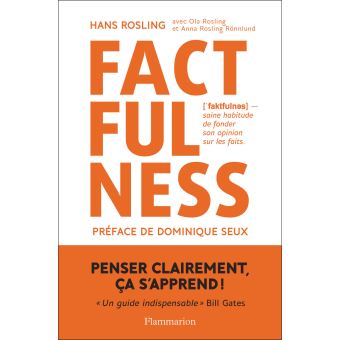 HANS ROSLING
avec Ola Rosling
et Anna Rosling Rönnlund
FACT
FUL
NESS
[ˈfaktfulnəs] —
saine habitude
de fonder
son opinion
sur les faits.
PRÉFACE DE DOMINIQUE SEUX
PENSER CLAIREMENT,
ÇA S'APPREND !
« Un guide indispensable » Bill Gates
Flammarion